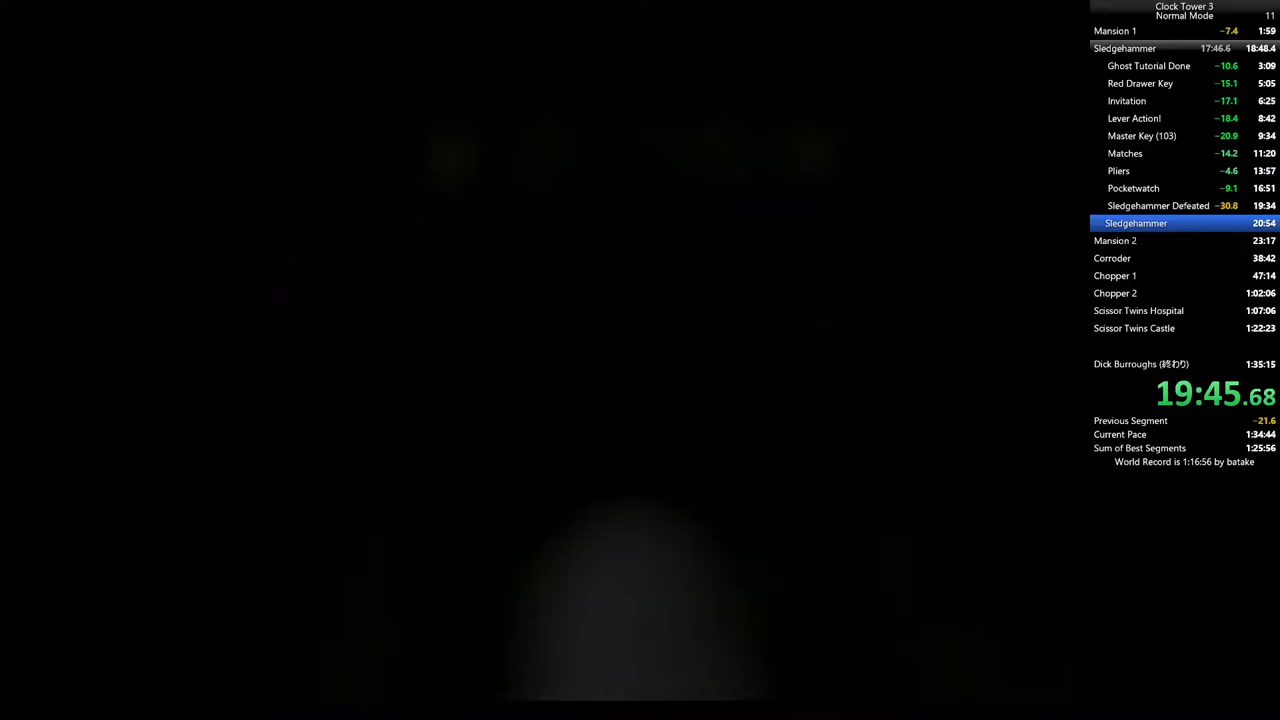 Clock Tower 3
Normal Mode 11
Mansion 1 −7.4 1:59
Sledgehammer 17:46.6 18:48.4
Ghost Tutorial Done −10.6 3:09
Red Drawer Key −15.1 5:05
Invitation −17.1 6:25
Lever Action! −18.4 8:42
Master Key (103) −20.9 9:34
Matches −14.2 11:20
Pliers −4.6 13:57
Pocketwatch −9.1 16:51
Sledgehammer Defeated −30.8 19:34
Sledgehammer 20:54
Mansion 2 23:17
Corroder 38:42
Chopper 1 47:14
Chopper 2 1:02:06
Scissor Twins Hospital 1:07:06
Scissor Twins Castle 1:22:23
Dick Burroughs (終わり) 1:35:15
19:45.68
Previous Segment −21.6
Current Pace 1:34:44
Sum of Best Segments 1:25:56
World Record is 1:16:56 by batake